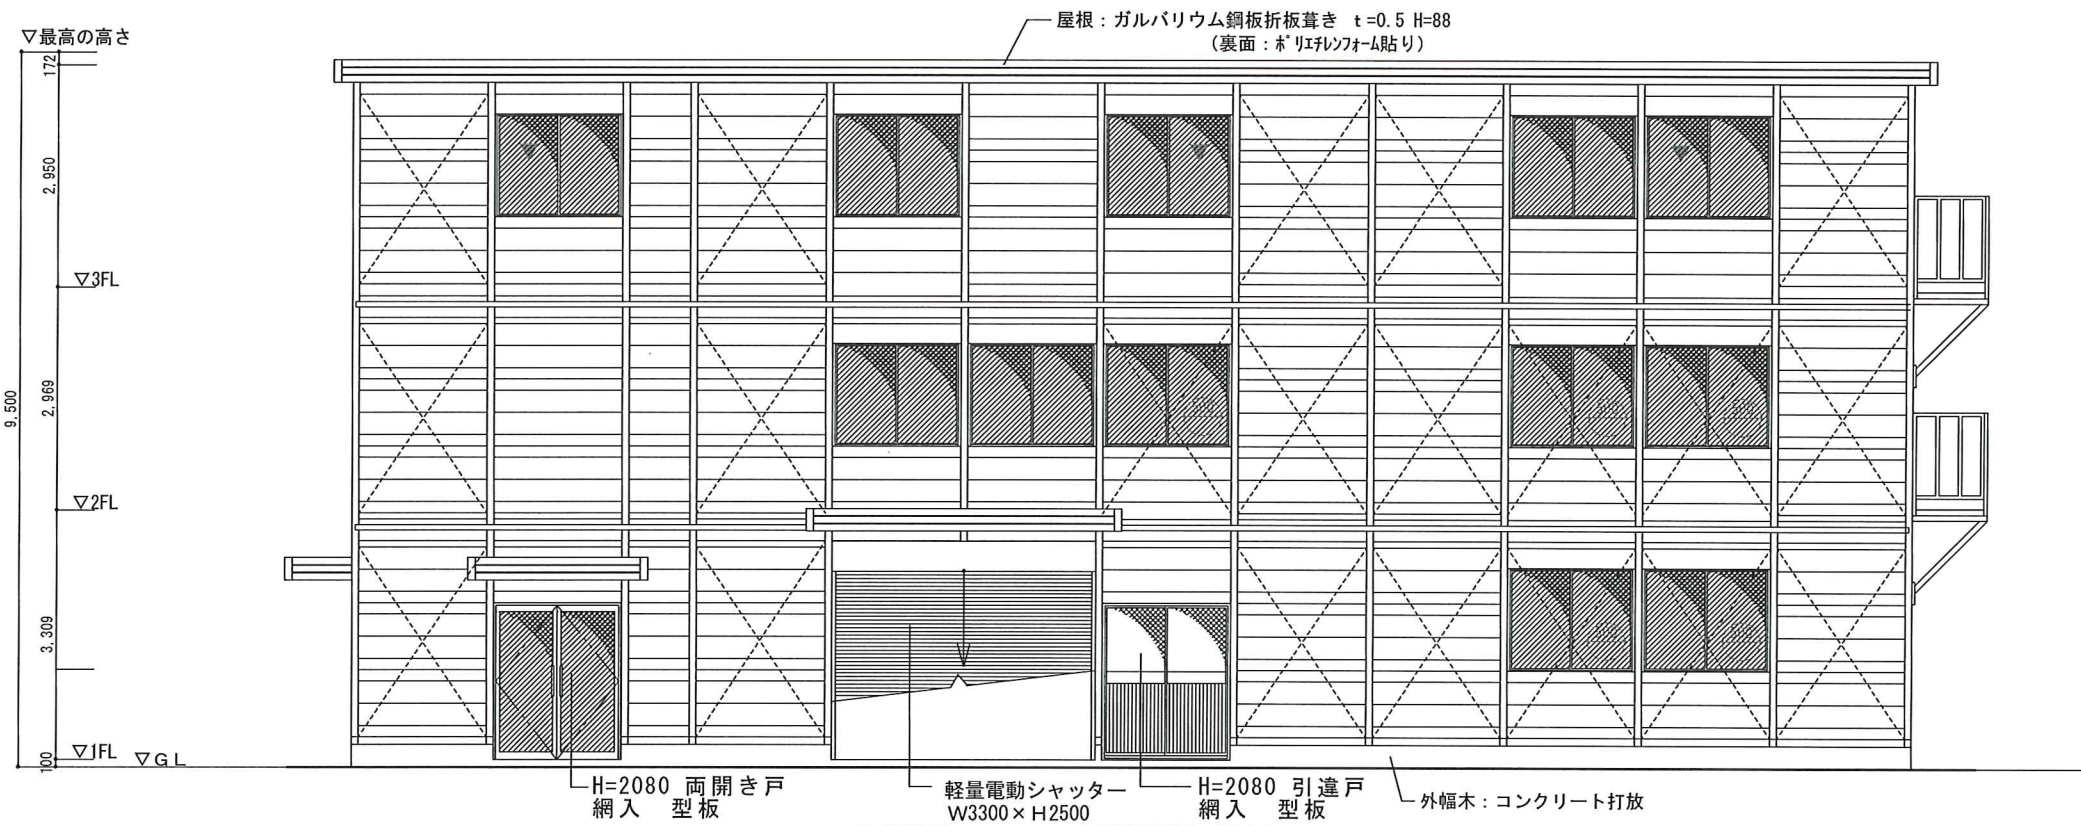 屋根：ガルバリウム鋼板折板葺き t=0.5 H=88
（裏面：ﾎﾟﾘｴﾁﾚﾝﾌｫｰﾑ貼り）
▽最高の高さ
172
2,950
▽3FL
2,969
9,500
▽2FL
3,309
▽1FL
100
▽GL
H=2080 両開き戸
網入 型板
軽量電動シャッター
W3300×H2500
H=2080 引違戸
網入 型板
外幅木：コンクリート打放